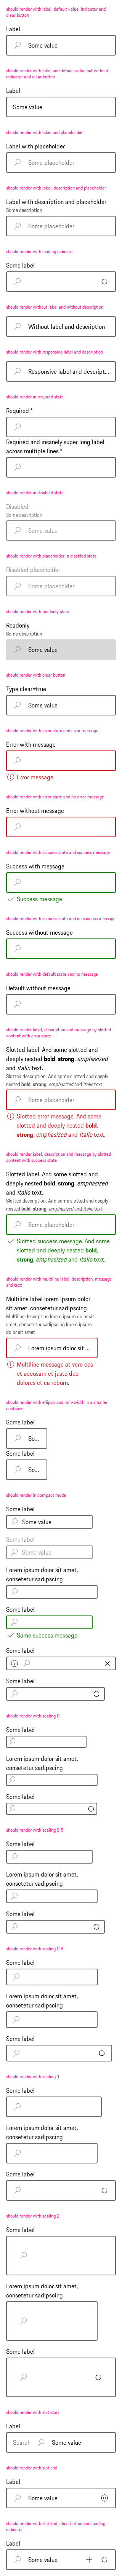 should render with label, default value, indicator and
clear button
Label
Some value
should render with label and default value but without
indicator and clear button
Label
Some value
should render with label and placeholder
Label with placeholder
Some placeholder
should render with label, description and placeholder
Label with description and placeholder
Some description
Some placeholder
should render with loading indicator
Some label
should render without label and without description
Without label and description
should render with responsive label and description
Responsive label and descript...
should render in required state
Required *
Required and insanely super long label
across multiple lines *
should render in disabled state
Disabled
Some description
Some value
should render with placeholder in disabled state
Disabled placeholder
Some placeholder
should render with readonly state
Readonly
Some description
Some value
should render with clear button
Type clear=true
Some value
should render with error state and error message
Error with message
Error message
should render with error state and no error message
Error without message
should render with success state and success message
Success with message
Success message
should render with success state and no success message
Success without message
should render with default state and no message
Default without message
should render label, description and message by slotted
content with error state
Slotted label. And some slotted and
deeply nested bold, strong, emphasized
and italic text.
Slotted description. And some slotted and deeply
nested bold, strong, emphasized and italic text.
Some placeholder
Slotted error message. And some
slotted and deeply nested bold,
strong, emphasized and italic text.
should render label, description and message by slotted
content with success state
Slotted label. And some slotted and
deeply nested bold, strong, emphasized
and italic text.
Slotted description. And some slotted and deeply
nested bold, strong, emphasized and italic text.
Some placeholder
Slotted success message. And some
slotted and deeply nested bold,
strong, emphasized and italic text.
should render with multiline label, description, message
and text
Multiline label lorem ipsum dolor
sit amet, consetetur sadipscing
Multiline description lorem ipsum dolor sit
amet, consetetur sadipscing lorem ipsum
dolor sit amet
Lorem ipsum dolor sit ...
Multiline message at vero eos
et accusam et justo duo
dolores et ea rebum.
should render with ellipsis and min-width in a smaller
container
Some label
So...
Some label
So...
should render in compact mode
Some label
Some value
Some label
Some value
Lorem ipsum dolor sit amet,
consetetur sadipscing
Some label
Some success message.
Some label
Some label
should render with scaling 0
Some label
Lorem ipsum dolor sit amet,
consetetur sadipscing
Some label
should render with scaling 0.5
Some label
Lorem ipsum dolor sit amet,
consetetur sadipscing
Some label
should render with scaling 0.8
Some label
Lorem ipsum dolor sit amet,
consetetur sadipscing
Some label
should render with scaling 1
Some label
Lorem ipsum dolor sit amet,
consetetur sadipscing
Some label
should render with scaling 2
Some label
Lorem ipsum dolor sit amet,
consetetur sadipscing
Some label
should render with slot start
Label
Search Some value
should render with slot end
Label
Some value
should render with slot end, clear button and loading
indicator
Label
Some value